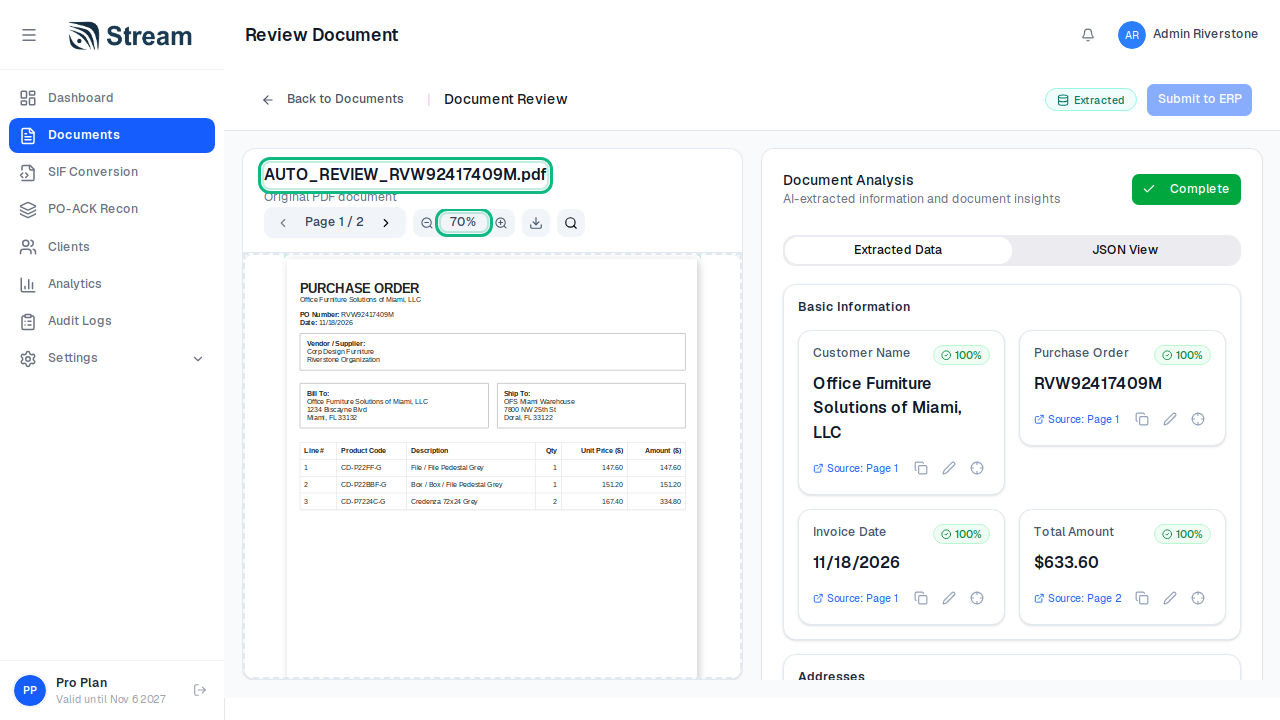 Stream
Review Document
AR
Admin Riverstone
Dashboard
Documents
SIF Conversion
PO-ACK Recon
Clients
Analytics
Audit Logs
Settings
PP
Pro Plan
Valid until Nov 6 2027
Back to Documents
Document Review
Extracted
Submit to ERP
AUTO_REVIEW_RVW92417409M.pdf
Original PDF document
Page 1 / 2
70%
PURCHASE ORDER
Office Furniture Solutions of Miami, LLC
PO Number: RVW92417409M
Date: 11/18/2026
Vendor / Supplier:
Corp Design Furniture
Riverstone Organization
Bill To:
Office Furniture Solutions of Miami, LLC
1234 Biscayne Blvd
Miami, FL 33132
Ship To:
OFS Miami Warehouse
7800 NW 25th St
Doral, FL 33122
Line # Product Code Description Qty Unit Price ($) Amount ($)
1 CD-P22FF-G File / File Pedestal Grey 1 147.60 147.60
2 CD-P22BBF-G Box / Box / File Pedestal Grey 1 151.20 151.20
3 CD-P7224C-G Credenza 72x24 Grey 2 167.40 334.80
Document Analysis
AI-extracted information and document insights
Complete
Extracted Data
JSON View
Basic Information
Customer Name
100%
Office Furniture
Solutions of Miami,
LLC
Source: Page 1
Purchase Order
100%
RVW92417409M
Source: Page 1
Invoice Date
100%
11/18/2026
Source: Page 1
Total Amount
100%
$633.60
Source: Page 2
Addresses